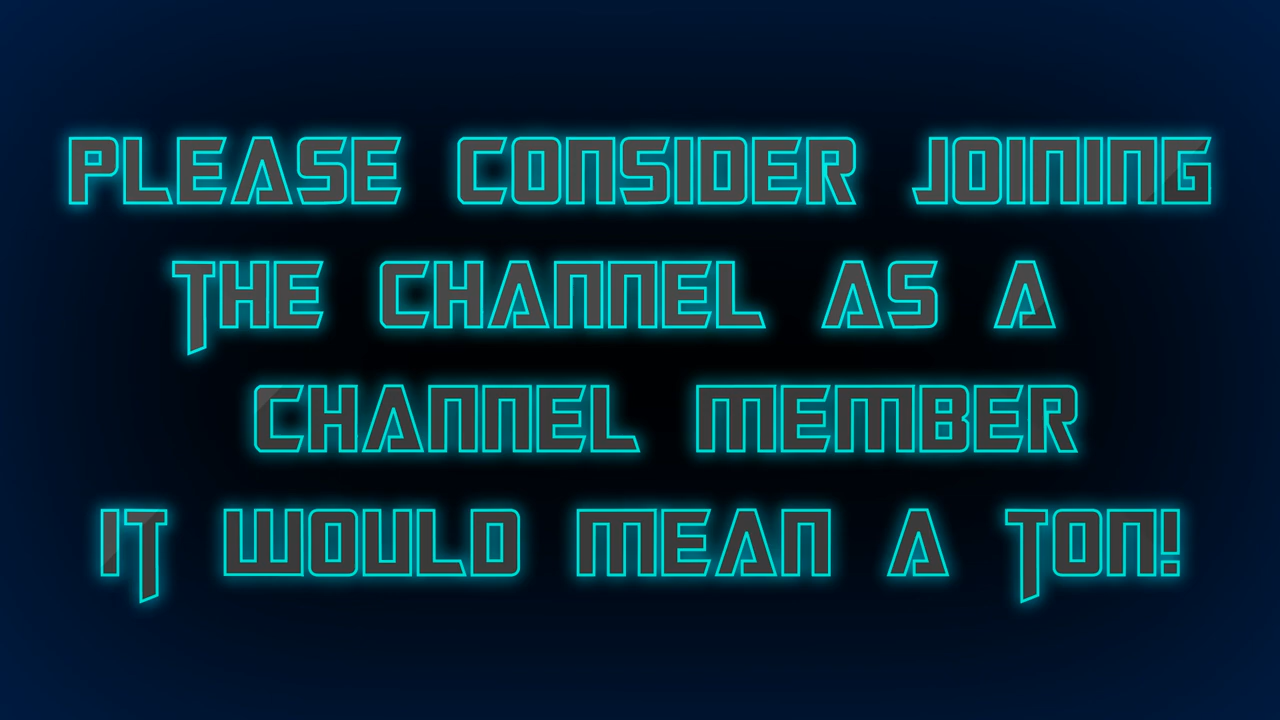 PLEASE CONSIDER JOINING
THE CHANNEL AS A
CHANNEL MEMBER
IT WOULD MEAN A TON!